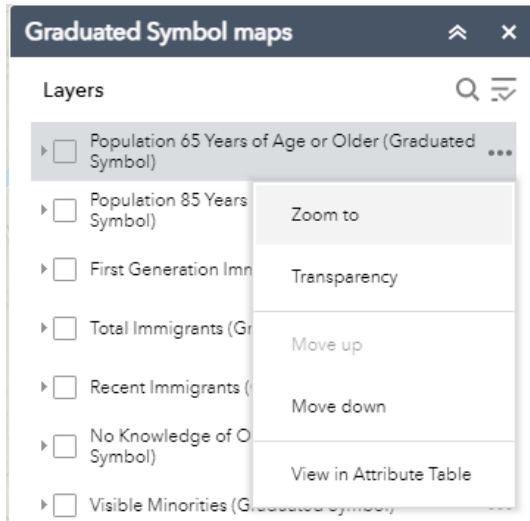 Graduated Symbol maps
Layers
Population 65 Years of Age or Older (Graduated
Symbol)
Population 85 Years
Symbol)
First Generation
Total Immigrants
Recent Immigrants
No Knowledge of
Symbol)
Visible Minorities (Graduated Symbol)
Zoom to
Transparency
Move up
Move down
View in Attribute Table